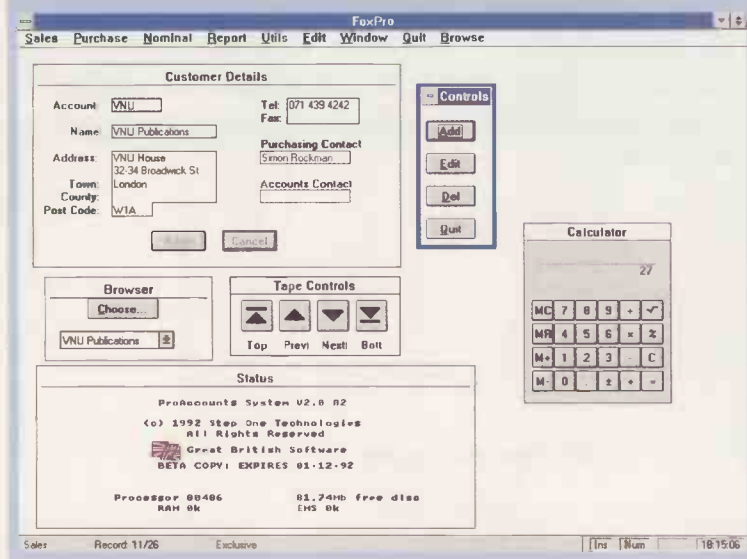 FoxPro
Sales Purchase Nominal Report Utils Edit Window Quit Browse
Customer Details
Account: VNU
Name: VNU Publications
Address: VNU House
32-34 Broadwick St
Town: London
County:
Post Code: W1A
Tel: 071 439 4242
Fax:
Purchasing Contact
Simon Rockman
Accounts Contact
Cancel
Controls
Add
Edit
Del
Quit
Browser
Choose...
VNU Publications
Tape Controls
Top Previ Next Bott
Calculator
27
MC 7 8 9 ÷ √
MR 4 5 6 × %
M+ 1 2 3 - C
M- 0 . ± + =
Status
ProAccounts System V2.0 A2
(c) 1992 Step One Technologies
All Rights Reserved
Great British Software
BETA COPY: EXPIRES 01-12-92
Processor 80486 81.74Mb free disc
RAM 0k EMS 0k
Sales Record: 11/26 Exclusive Ins Num 18:15:06